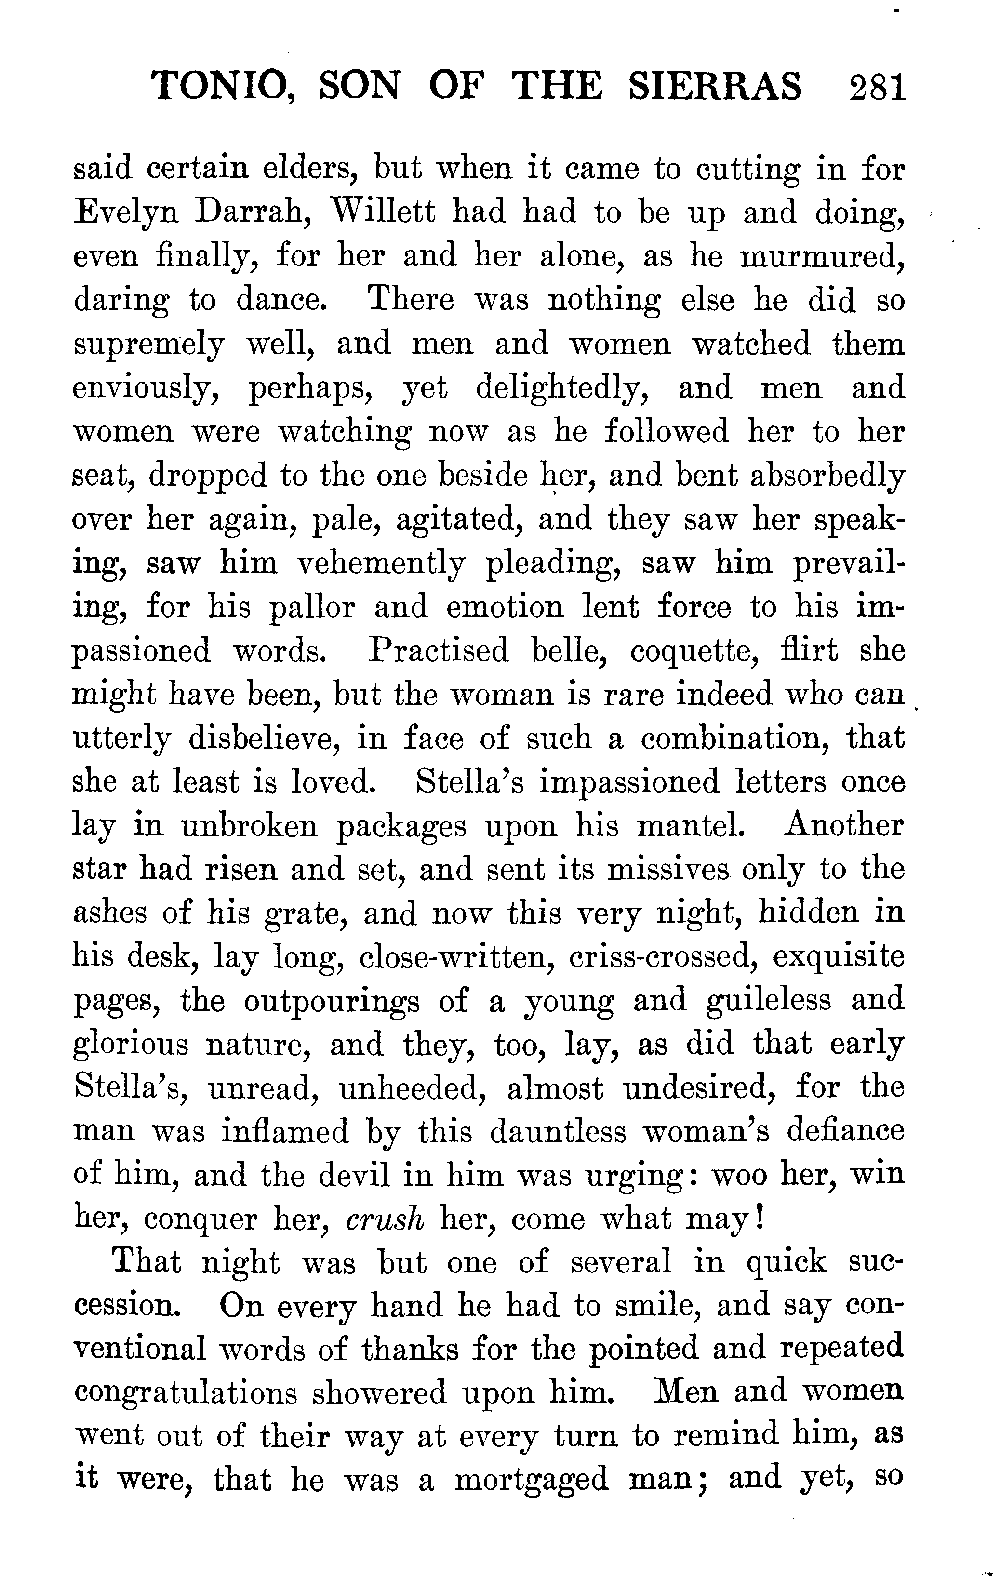 TONIO, SON OF THE SIERRAS 281
said certain elders, but when it came to cutting in for
Evelyn Darrah, Willett had had to be up and doing,
even finally, for her and her alone, as he murmured,
daring to dance. There was nothing else he did so
supremely well, and men and women watched them
enviously, perhaps, yet delightedly, and men and
women were watching now as he followed her to her
seat, dropped to the one beside her, and bent absorbedly
over her again, pale, agitated, and they saw her speak-
ing, saw him vehemently pleading, saw him prevail-
ing, for his pallor and emotion lent force to his im-
passioned words. Practised belle, coquette, flirt she
might have been, but the woman is rare indeed who can
utterly disbelieve, in face of such a combination, that
she at least is loved. Stella's impassioned letters once
lay in unbroken packages upon his mantel. Another
star had risen and set, and sent its missives only to the
ashes of his grate, and now this very night, hidden in
his desk, lay long, close-written, criss-crossed, exquisite
pages, the outpourings of a young and guileless and
glorious nature, and they, too, lay, as did that early
Stella's, unread, unheeded, almost undesired, for the
man was inflamed by this dauntless woman's defiance
of him, and the devil in him was urging: woo her, win
her, conquer her, crush her, come what may!
That night was but one of several in quick suc-
cession. On every hand he had to smile, and say con-
ventional words of thanks for the pointed and repeated
congratulations showered upon him. Men and women
went out of their way at every turn to remind him, as
it were, that he was a mortgaged man; and yet, so